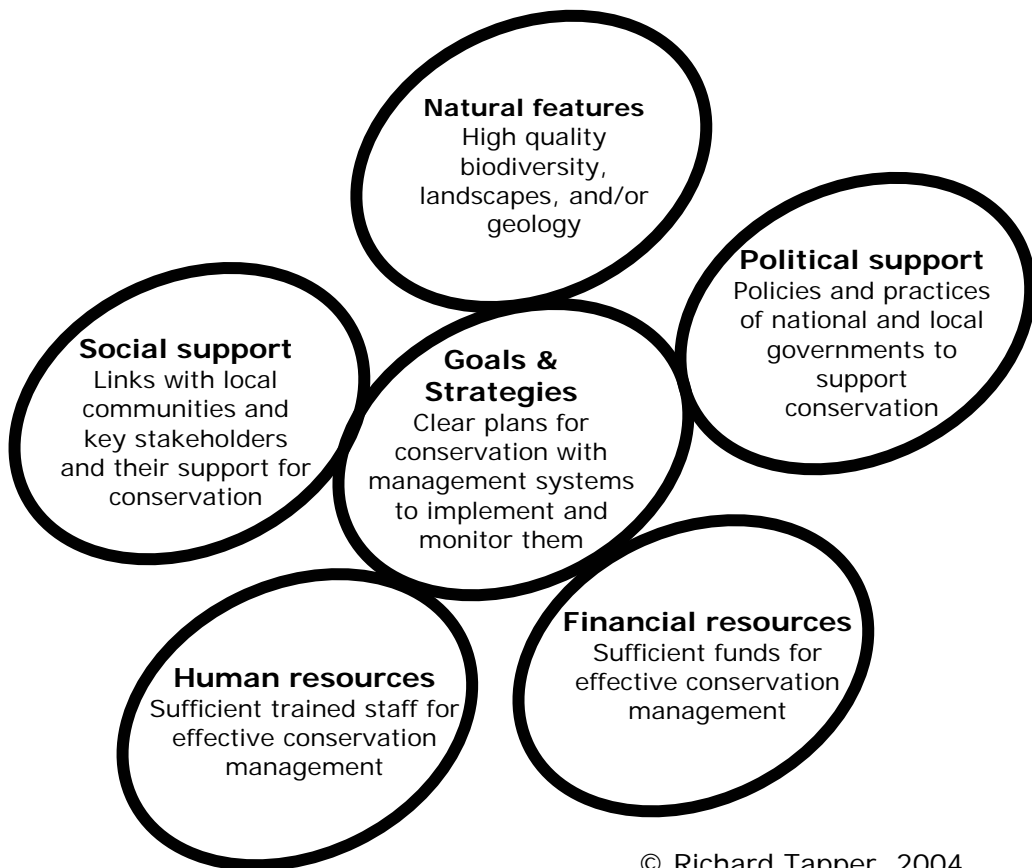 Natural features
High quality
biodiversity,
landscapes, and/or
geology
Political support
Policies and practices
of national and local
governments to
support
conservation
Social support
Links with local
communities and
key stakeholders
and their support for
conservation
Goals &
Strategies
Clear plans for
conservation with
management systems
to implement and
monitor them
Financial resources
Sufficient funds for
effective conservation
management
Human resources
Sufficient trained staff for
effective conservation
management
© Richard Tapper, 2004